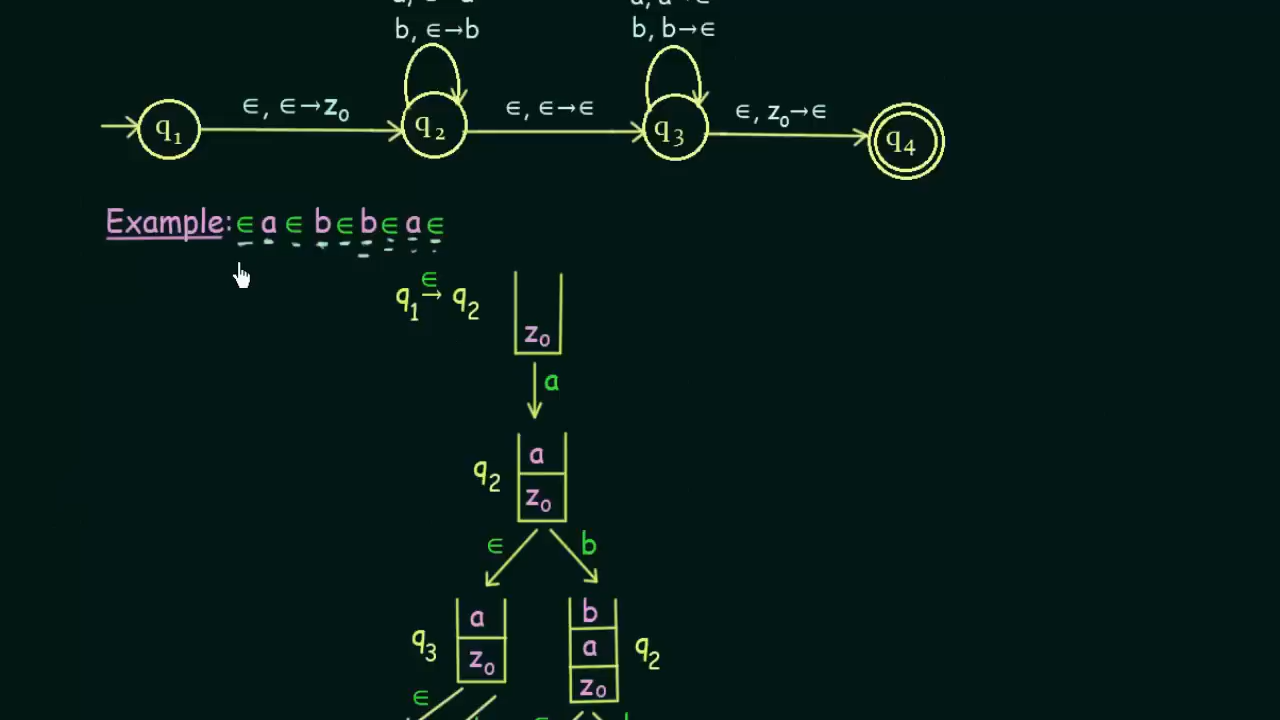 b, ∈→b b, b→∈
∈, ∈→z₀ ∈, ∈→∈ ∈, z₀→∈
q₁ q₂ q₃ q₄
Example: ∈ a ∈ b ∈ b ∈ a ∈
∈
q₁ → q₂
z₀
a
a
q₂
z₀
∈ b
a b
q₃ a q₂
z₀ z₀
∈